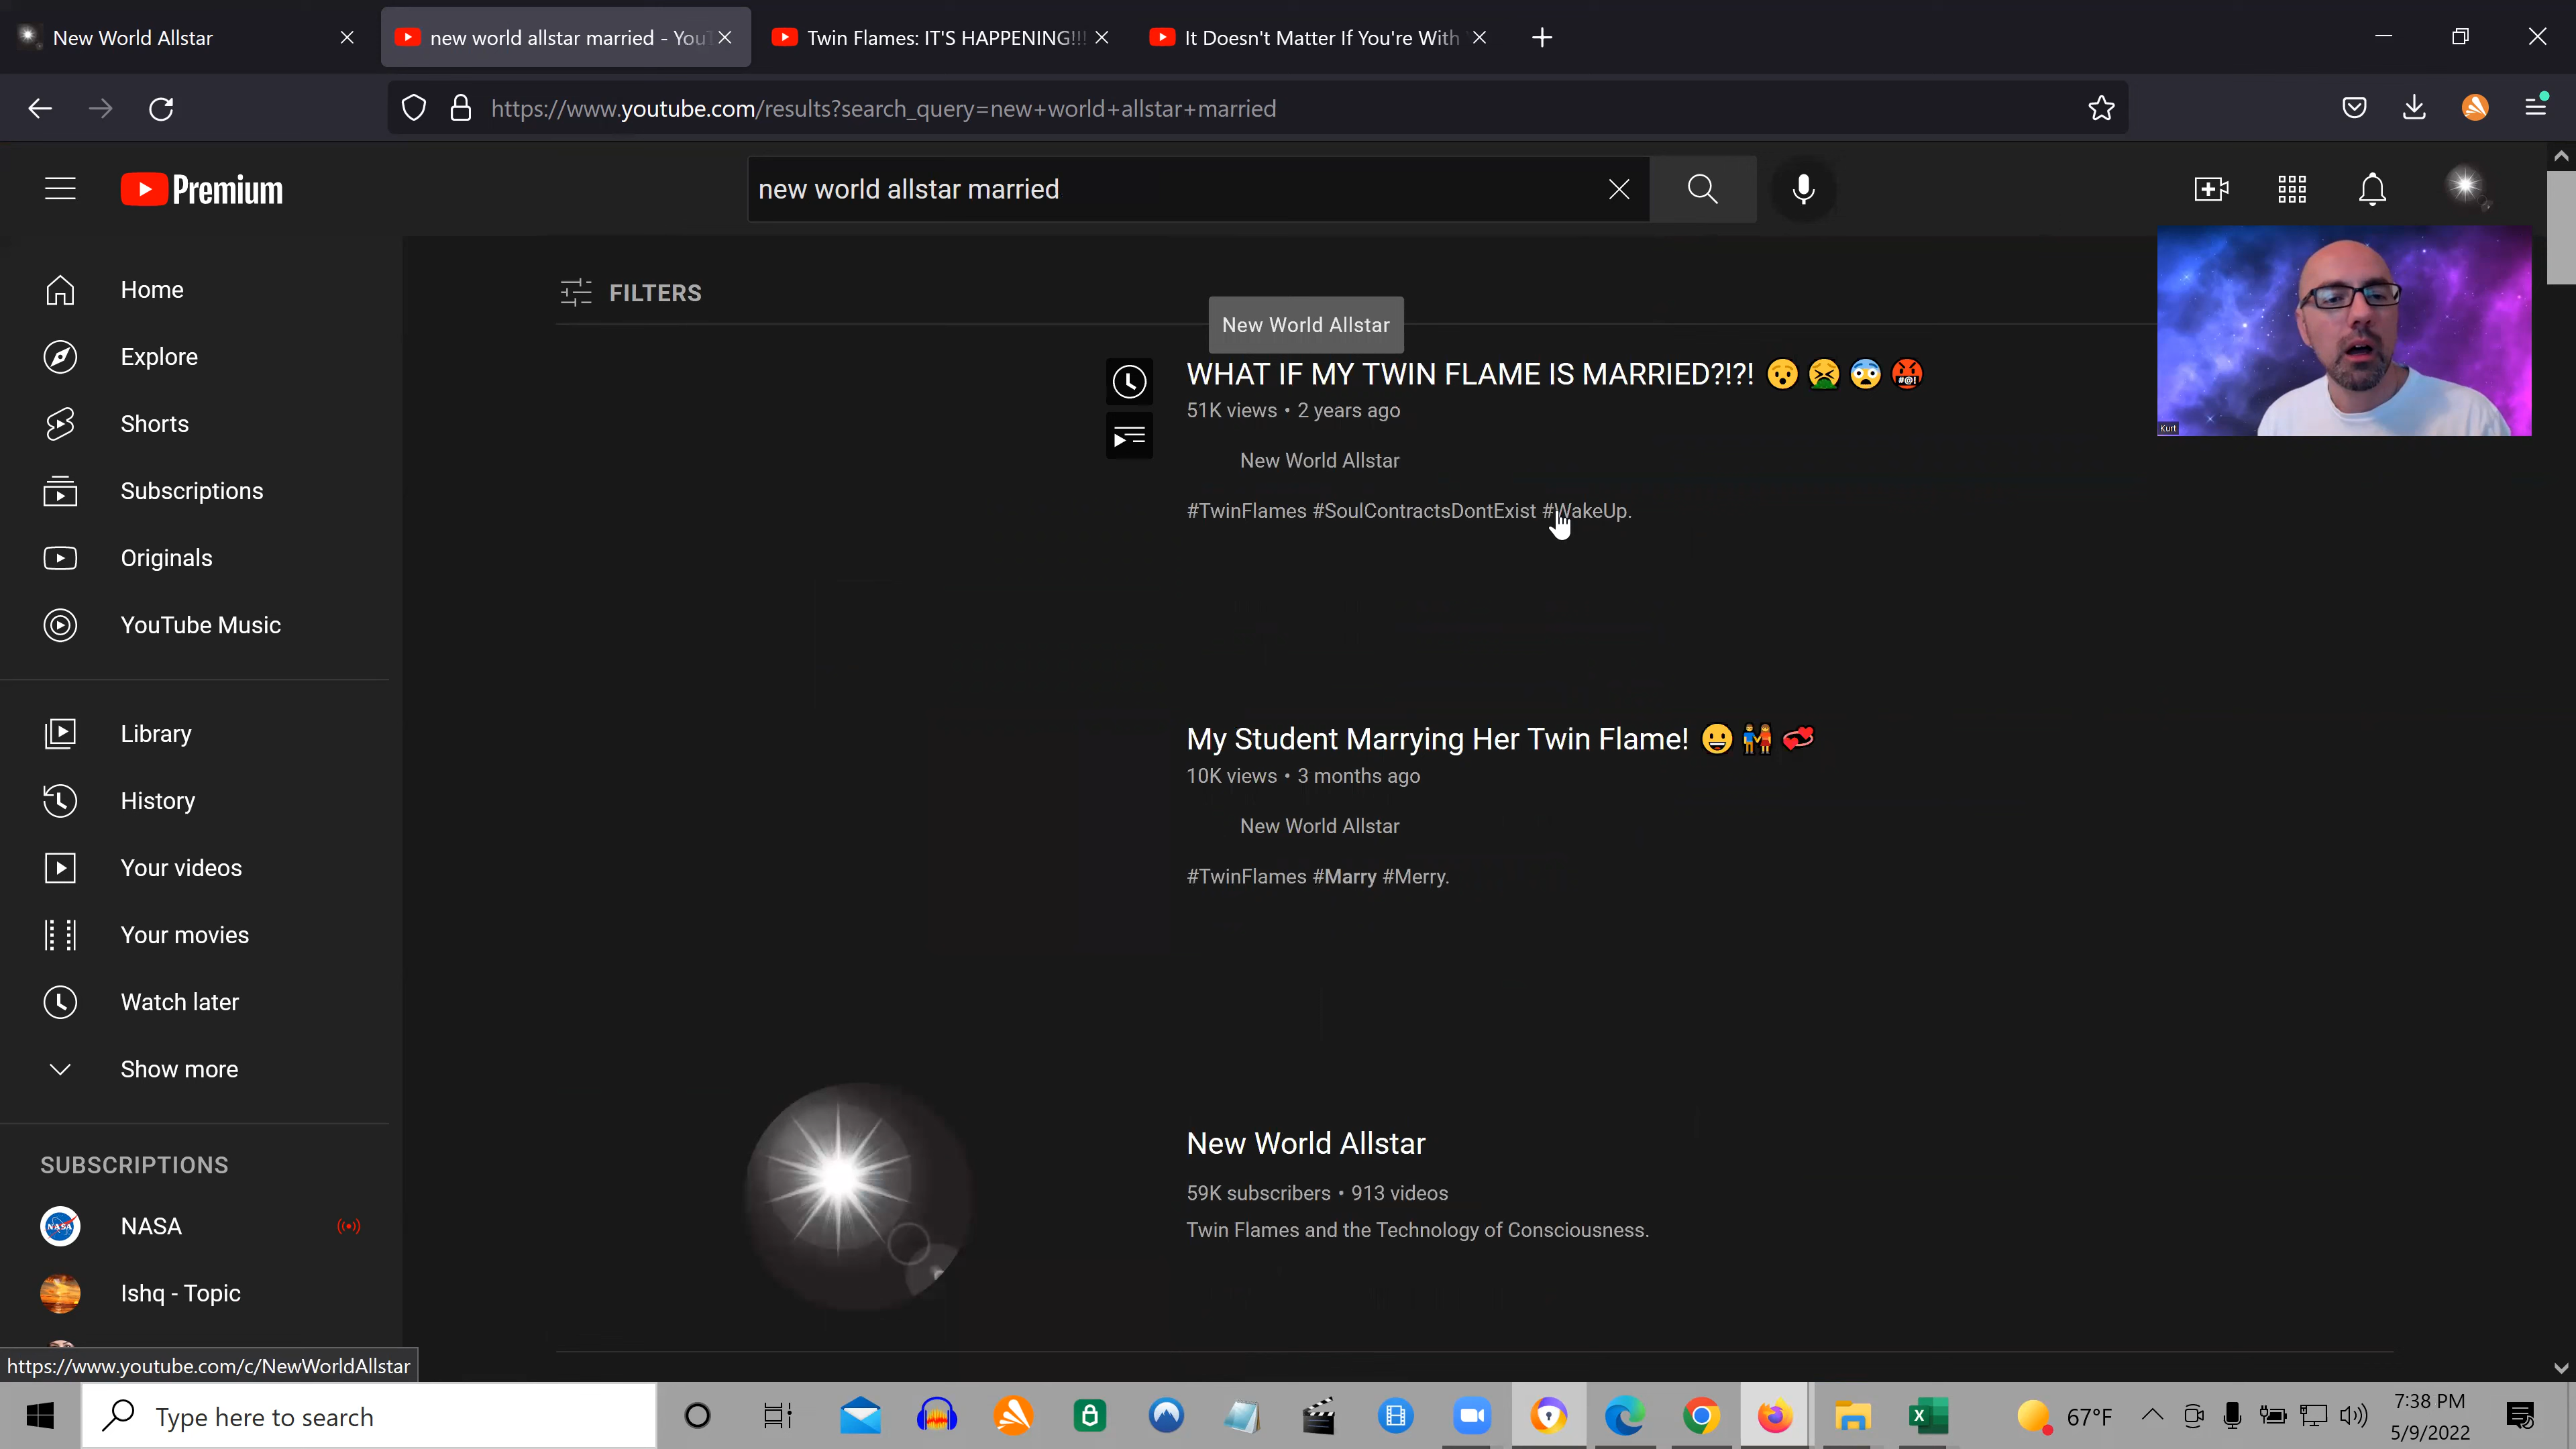 New World Allstar
new world allstar married - YouT
Twin Flames: IT'S HAPPENING!!!
It Doesn't Matter If You're With
https://www.youtube.com/results?search_query=new+world+allstar+married
Premium
new world allstar married
Home
Explore
Shorts
Subscriptions
Originals
YouTube Music
Library
History
Your videos
Your movies
Watch later
Show more
SUBSCRIPTIONS
NASA
Ishq - Topic
FILTERS
New World Allstar
WHAT IF MY TWIN FLAME IS MARRIED?!?! 😯🤮😨🤬
51K views • 2 years ago
New World Allstar
#TwinFlames #SoulContractsDontExist #WakeUp.
My Student Marrying Her Twin Flame! 😀👫💞
10K views • 3 months ago
New World Allstar
#TwinFlames #Marry #Merry.
New World Allstar
59K subscribers • 913 videos
Twin Flames and the Technology of Consciousness.
Kurt
https://www.youtube.com/c/NewWorldAllstar
Type here to search
67°F
7:38 PM
5/9/2022